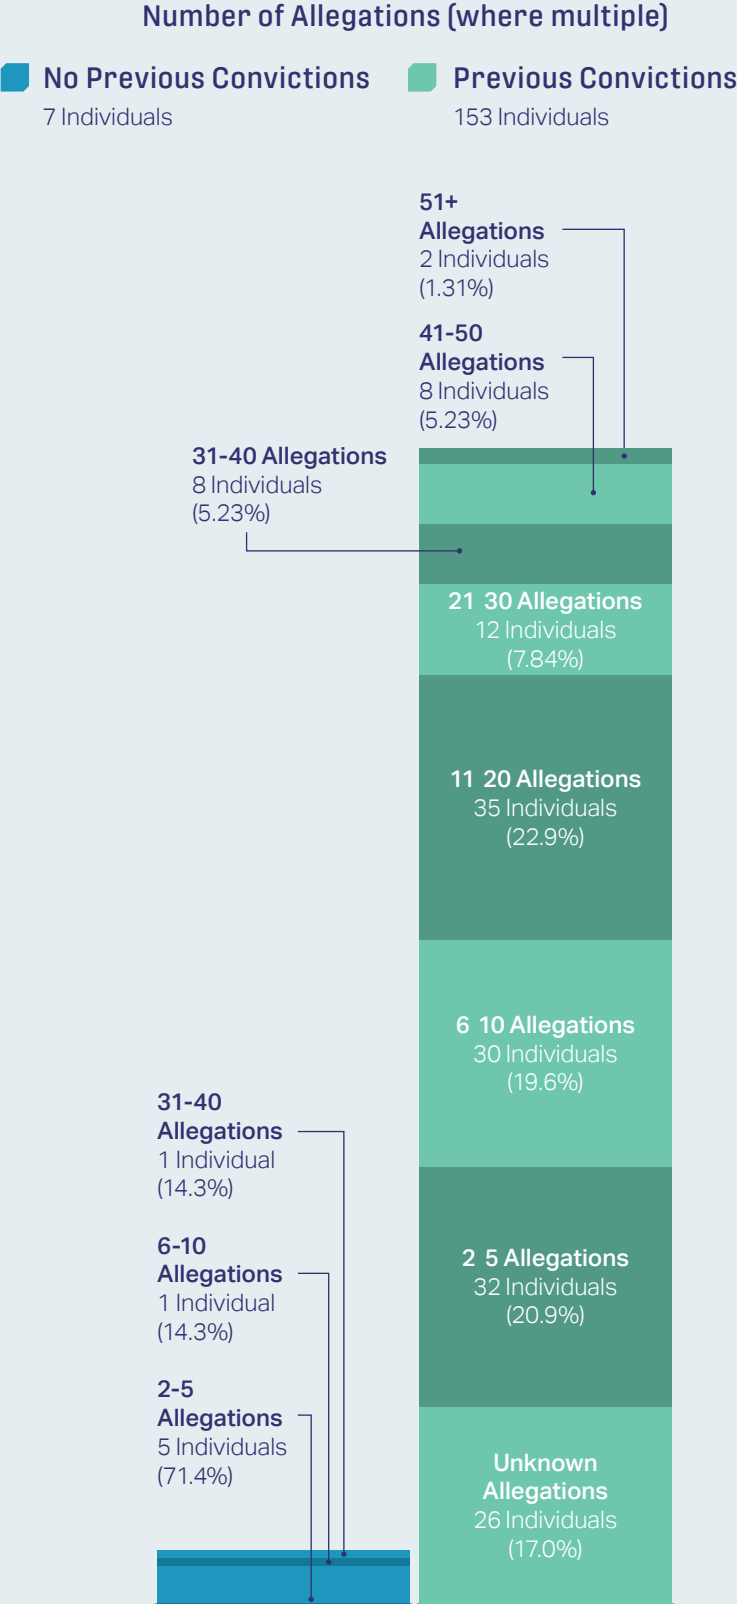 Number of Allegations (where multiple)
No Previous Convictions
7 Individuals
Previous Convictions
153 Individuals
51+
Allegations
2 Individuals
(1.31%)
41-50
Allegations
8 Individuals
(5.23%)
31-40 Allegations
8 Individuals
(5.23%)
21 30 Allegations
12 Individuals
(7.84%)
11 20 Allegations
35 Individuals
(22.9%)
6 10 Allegations
30 Individuals
(19.6%)
31-40
Allegations
1 Individual
(14.3%)
6-10
Allegations
1 Individual
(14.3%)
2 5 Allegations
32 Individuals
(20.9%)
2-5
Allegations
5 Individuals
(71.4%)
Unknown
Allegations
26 Individuals
(17.0%)